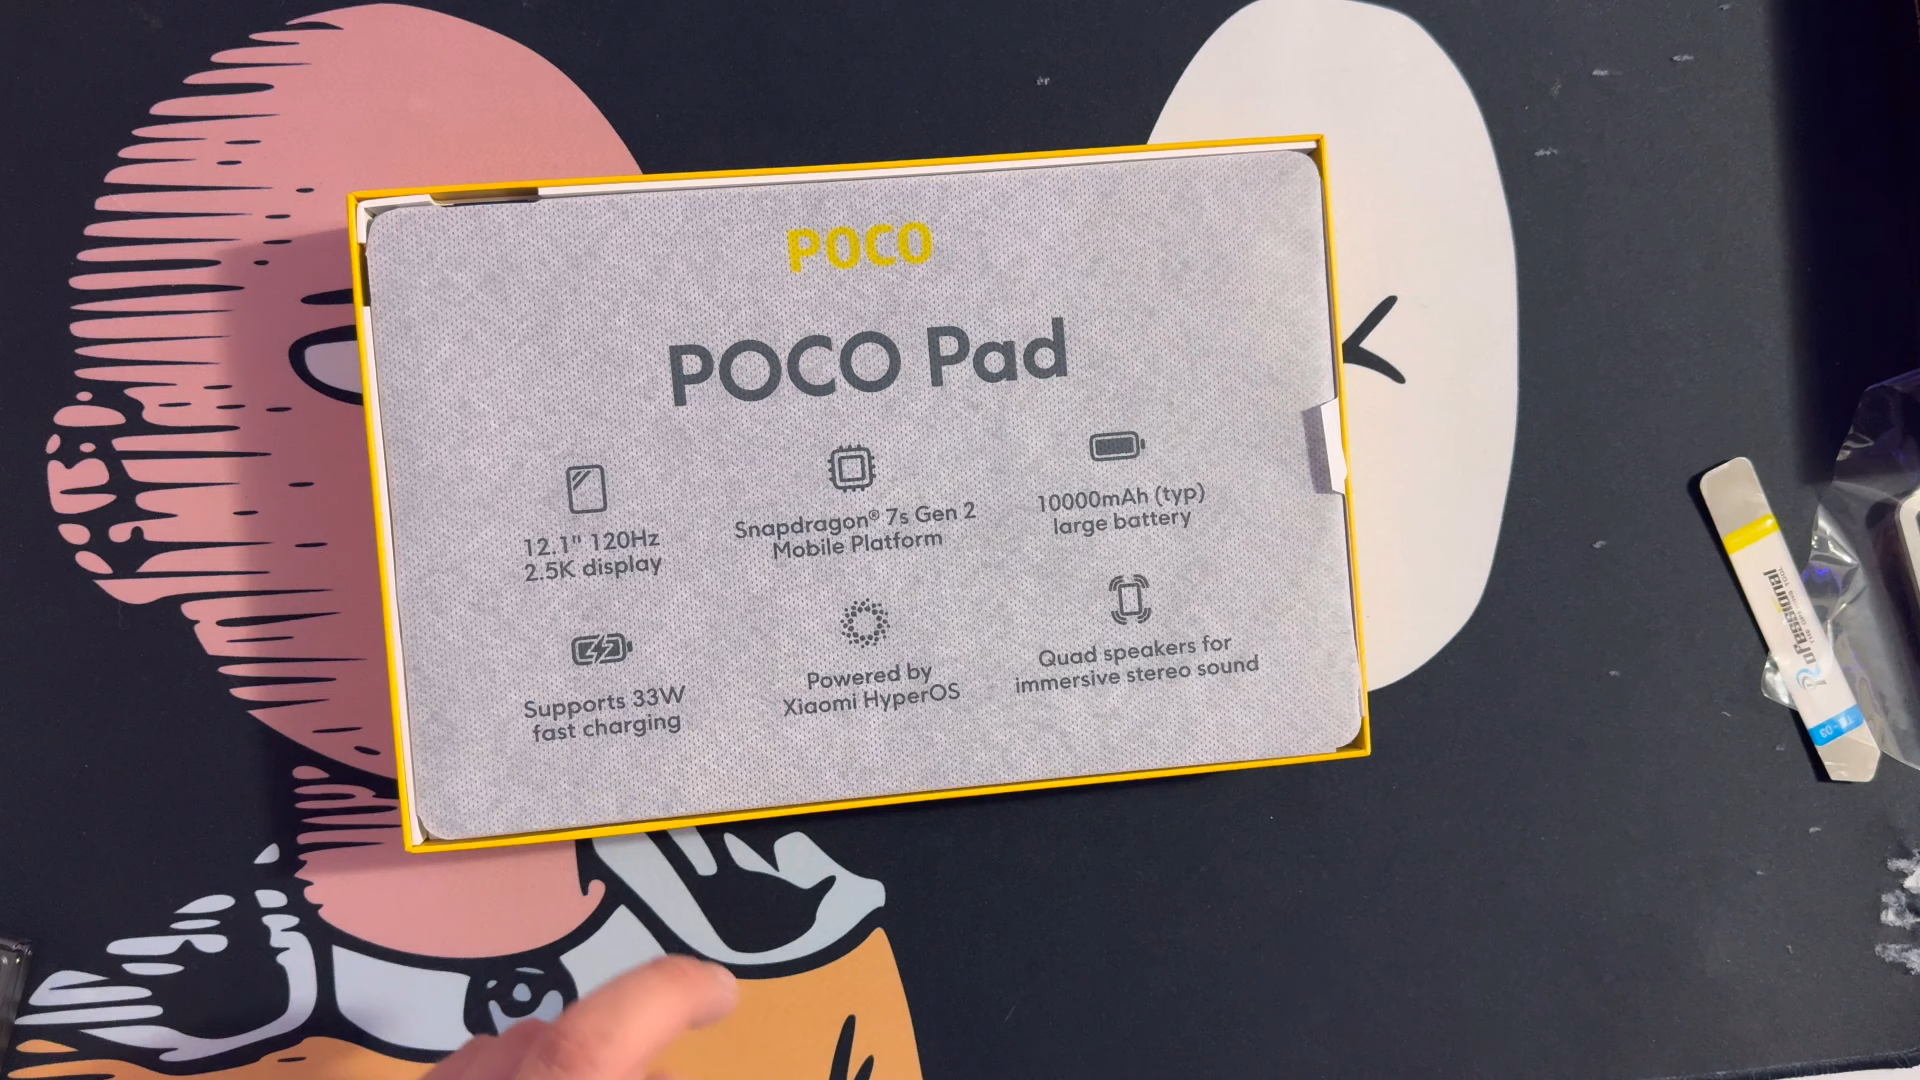 POCO
POCO Pad
12.1" 120Hz
2.5K display
Snapdragon® 7s Gen 2
Mobile Platform
10000mAh (typ)
large battery
Supports 33W
fast charging
Powered by
Xiaomi HyperOS
Quad speakers for
immersive stereo sound